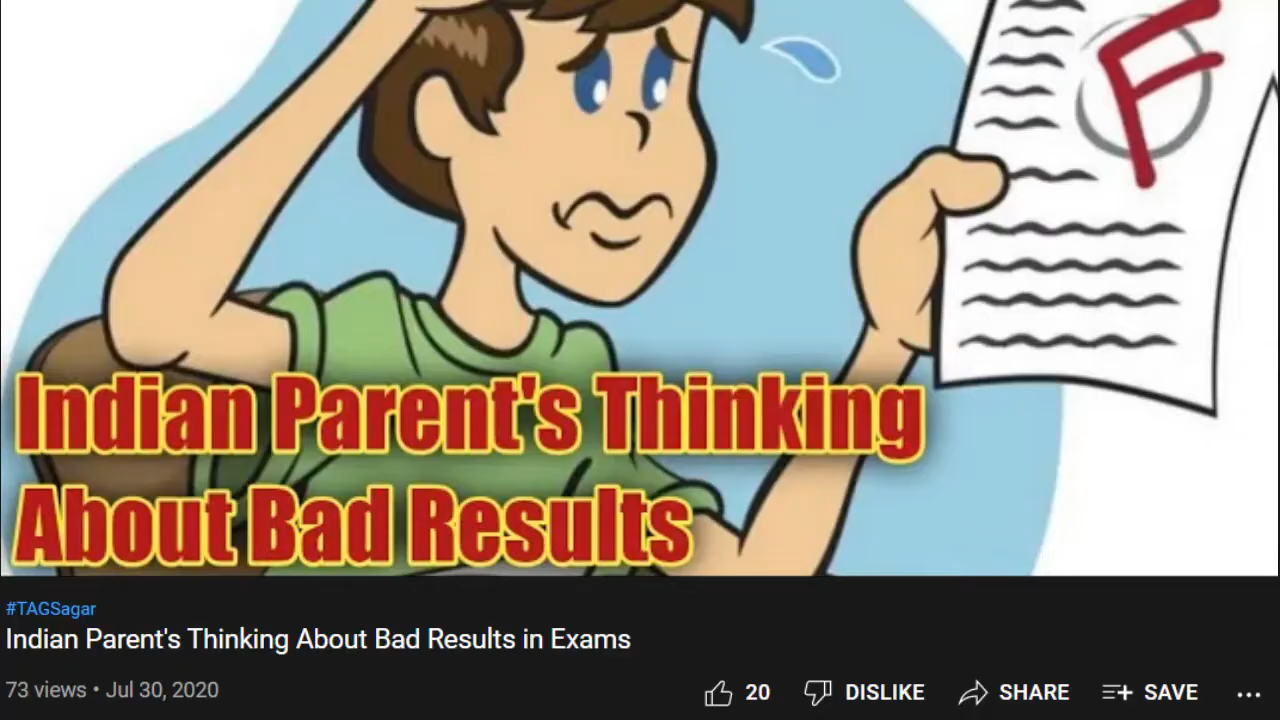 F
Indian Parent's Thinking
About Bad Results
#TAGSagar
Indian Parent's Thinking About Bad Results in Exams
73 views • Jul 30, 2020
20 DISLIKE SHARE SAVE